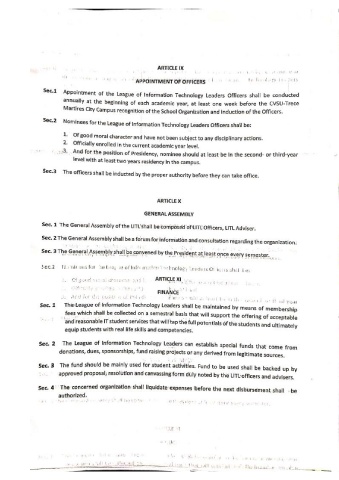 ARTICLE IX
APPOINTMENT OF OFFICERS
Sec.1 Appointment of the League of Information Technology Leaders Officers shall be conducted
annually at the beginning of each academic year, at least one week before the CVSU-Trece
Martires City Campus recognition of the School Organization and Induction of the Officers.
Sec.2 Nominees for the League of Information Technology Leaders Officers shall be:
1. Of good moral character and have not been subject to any disciplinary actions.
2. Officially enrolled in the current academic year level.
3. And for the position of Presidency, nominee should at least be in the second- or third-year
level with at least two years residency in the campus.
Sec.3 The officers shall be inducted by the proper authority before they can take office.
ARTICLE X
GENERAL ASSEMBLY
Sec. 1 The General Assembly of the LITL shall be composed of LITL Officers, LITL Adviser.
Sec. 2 The General Assembly shall be a forum for information and consultation regarding the organization.
Sec. 3 The General Assembly shall be convened by the President at least once every semester.
ARTICLE XI
FINANCE
Sec. 1 The League of Information Technology Leaders shall be maintained by means of membership
fees which shall be collected on a semestral basis that will support the offering of acceptable
and reasonable IT student services that will tap the full potentials of the students and ultimately
equip students with real life skills and competencies.
Sec. 2 The League of Information Technology Leaders can establish special funds that come from
donations, dues, sponsorships, fund raising projects or any derived from legitimate sources.
Sec. 3 The fund should be mainly used for student activities. Fund to be used shall be backed up by
approved proposal; resolution and canvassing form duly noted by the LITL officers and advisers.
Sec. 4 The concerned organization shall liquidate expenses before the next disbursement shall be
authorized.